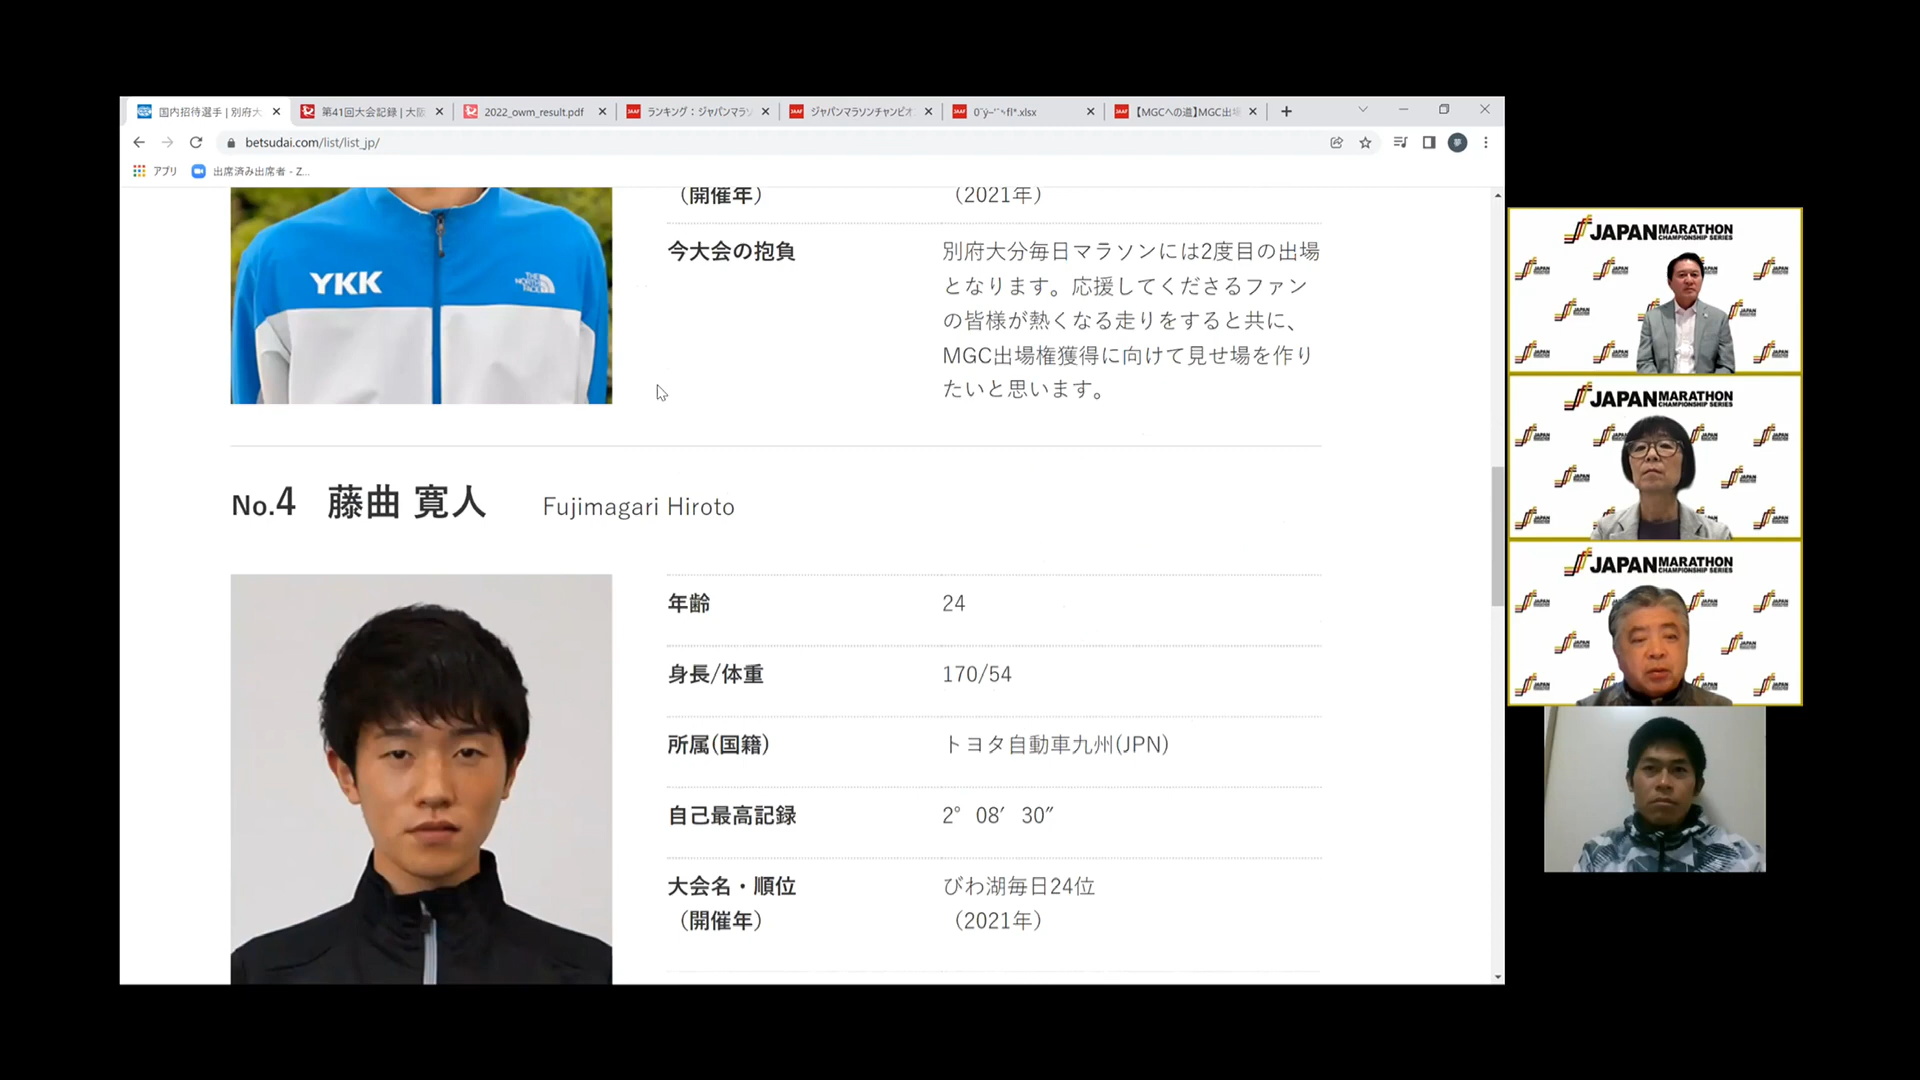 国内招待選手 | 別府大
第41回大会記録 | 大阪
2022_owm_result.pdf
ランキング：ジャパンマラソ
ジャパンマラソンチャンピオ
【MGCへの道】MGC出場
betsudai.com/list/list_jp/
アプリ
出席済み出席者 - Z...
YKK
THE NORTH FACE
（開催年）
（2021年）
今大会の抱負
別府大分毎日マラソンには2度目の出場
となります。応援してくださるファン
の皆様が熱くなる走りをすると共に、
MGC出場権獲得に向けて見せ場を作り
たいと思います。
No.4 藤曲 寛人 Fujimagari Hiroto
年齢 24
身長/体重 170/54
所属(国籍) トヨタ自動車九州(JPN)
自己最高記録 2° 08′ 30″
大会名・順位 びわ湖毎日24位
（開催年） （2021年）
JAPAN MARATHON
CHAMPIONSHIP SERIES
JAPAN MARATHON
CHAMPIONSHIP SERIES
JAPAN MARATHON
CHAMPIONSHIP SERIES